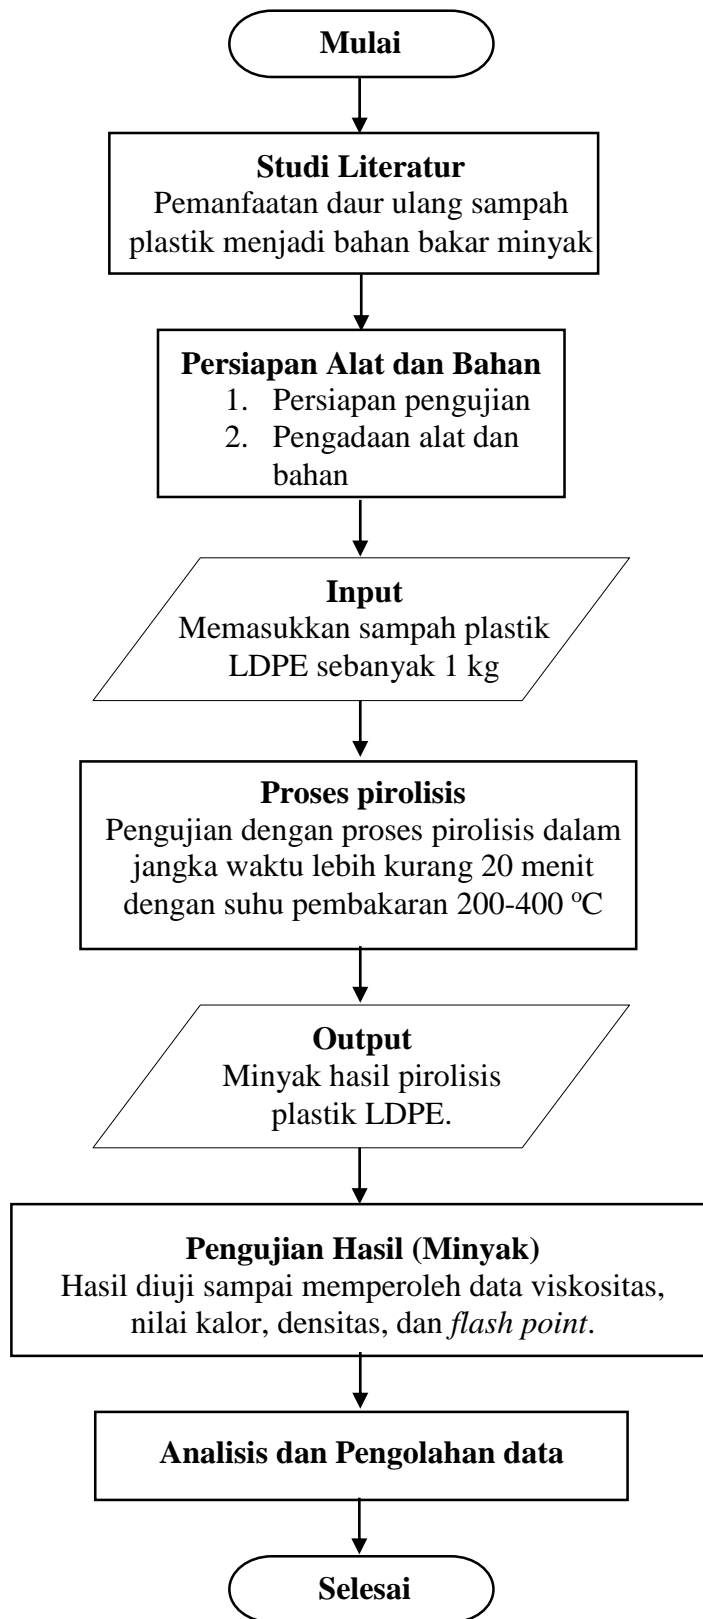 Mulai
Studi Literatur
Pemanfaatan daur ulang sampah
plastik menjadi bahan bakar minyak
Persiapan Alat dan Bahan
1. Persiapan pengujian
2. Pengadaan alat dan
bahan
Input
Memasukkan sampah plastik
LDPE sebanyak 1 kg
Proses pirolisis
Pengujian dengan proses pirolisis dalam
jangka waktu lebih kurang 20 menit
dengan suhu pembakaran 200-400 ºC
Output
Minyak hasil pirolisis
plastik LDPE.
Pengujian Hasil (Minyak)
Hasil diuji sampai memperoleh data viskositas,
nilai kalor, densitas, dan flash point.
Analisis dan Pengolahan data
Selesai